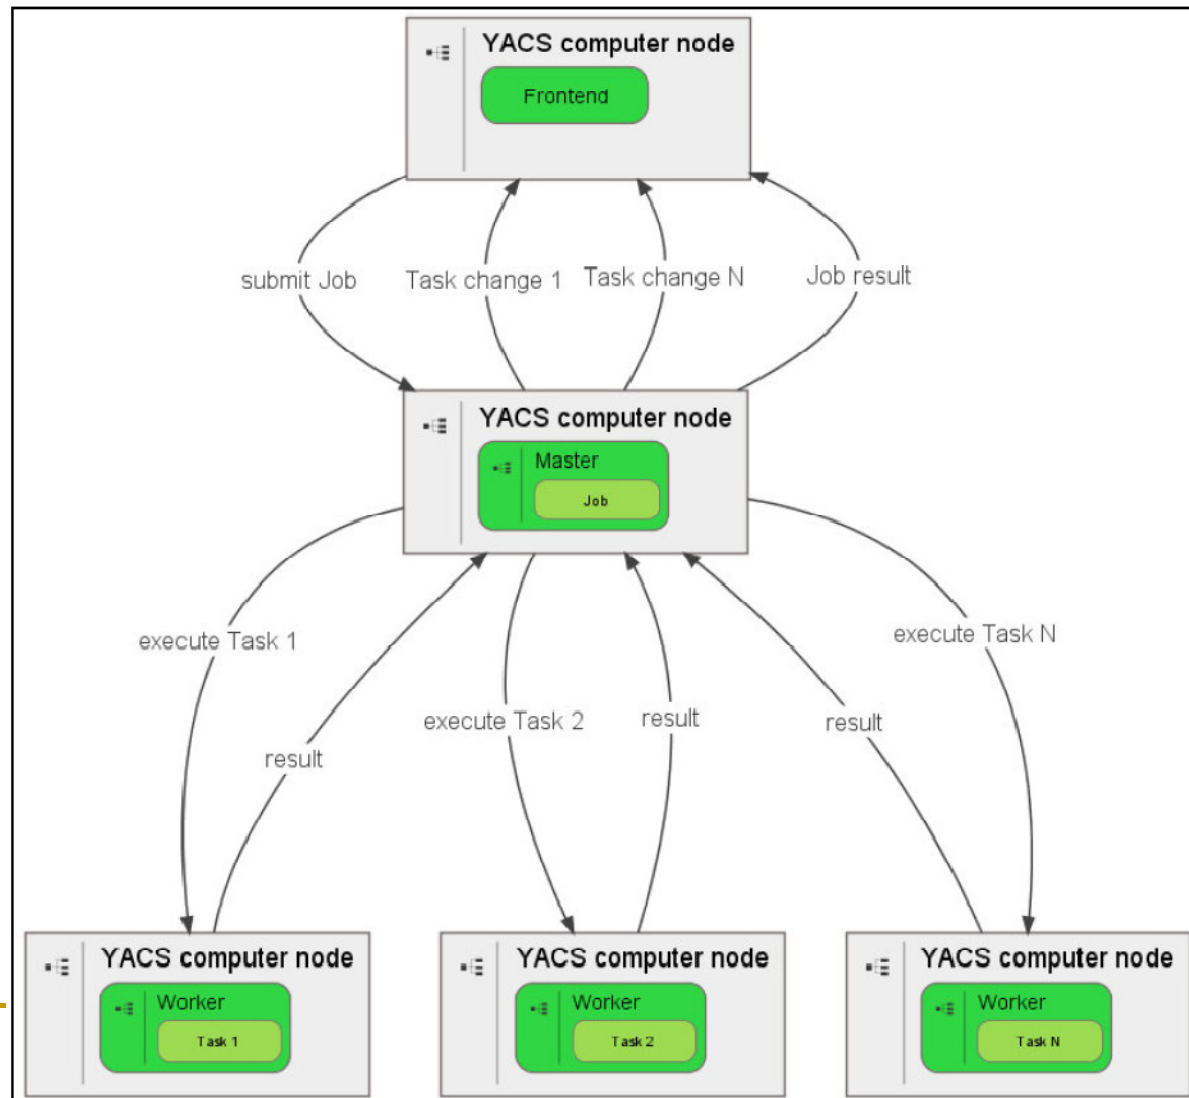 YACS computer node
Frontend
submit Job
Task change 1
Task change N
Job result
YACS computer node
Master
Job
execute Task 1
execute Task N
execute Task 2
result
result
result
YACS computer node
Worker
Task 1
YACS computer node
Worker
Task 2
YACS computer node
Worker
Task N